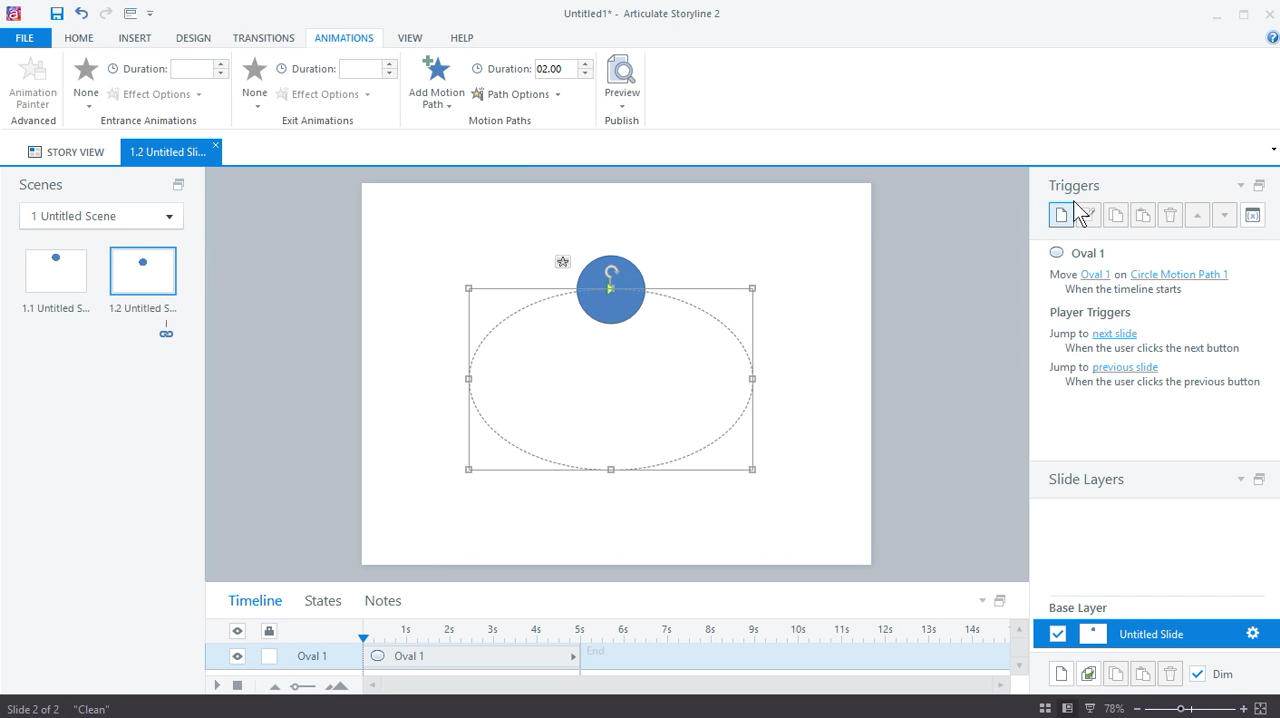 Untitled1* - Articulate Storyline 2
FILE HOME INSERT DESIGN TRANSITIONS ANIMATIONS VIEW HELP
Animation Painter
Advanced
None
Duration:
Effect Options
Entrance Animations
None
Duration:
Effect Options
Exit Animations
Add Motion Path
Duration: 02.00
Path Options
Motion Paths
Preview
Publish
STORY VIEW
1.2 Untitled Sli...
Scenes
1 Untitled Scene
1.1 Untitled S...
1.2 Untitled S...
Triggers
Oval 1
Move Oval 1 on Circle Motion Path 1
When the timeline starts
Player Triggers
Jump to next slide
When the user clicks the next button
Jump to previous slide
When the user clicks the previous button
Slide Layers
Base Layer
Untitled Slide
Dim
Timeline States Notes
1s 2s 3s 4s 5s 6s 7s 8s 9s 10s 11s 12s 13s 14s
Oval 1
Oval 1
End
Slide 2 of 2 "Clean"
78%